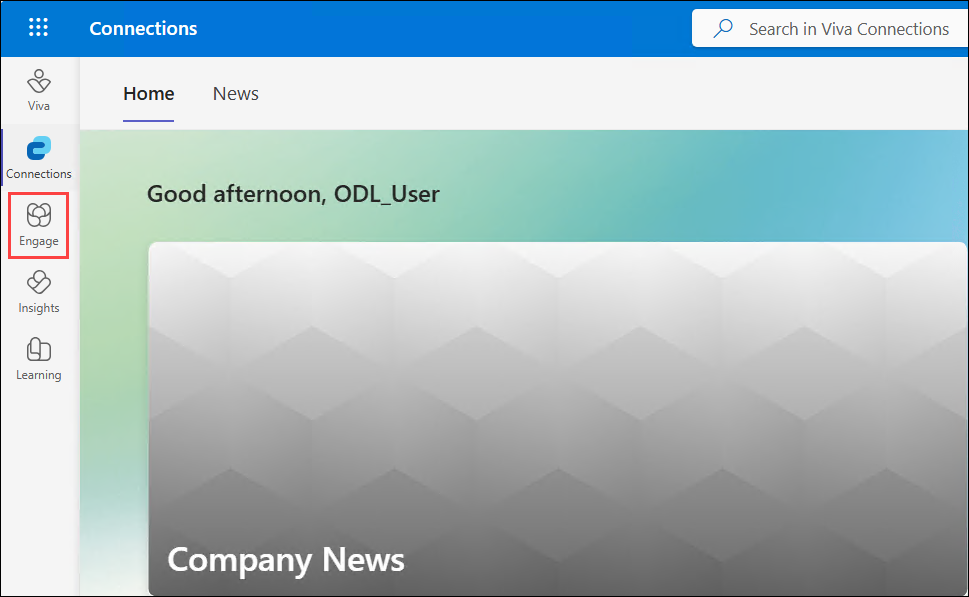 Connections
Search in Viva Connections
Viva
Connections
Engage
Insights
Learning
Home News
Good afternoon, ODL_User
Company News